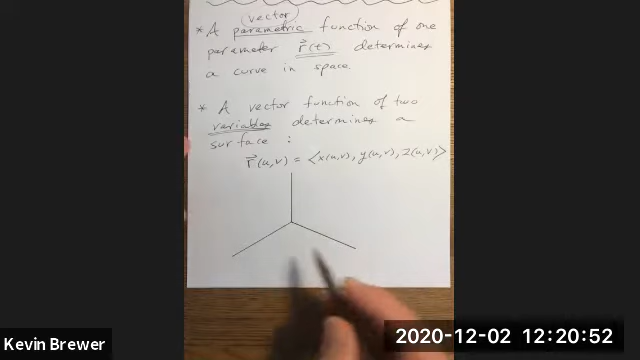 (vector)
* A parametric function of one
parameter r⃗(t) determines
a curve in space
* A vector function of two
variables determines a
surface :
r⃗(u,v) = <x(u,v), y(u,v), z(u,v)>
Kevin Brewer
2020-12-02 12:20:52